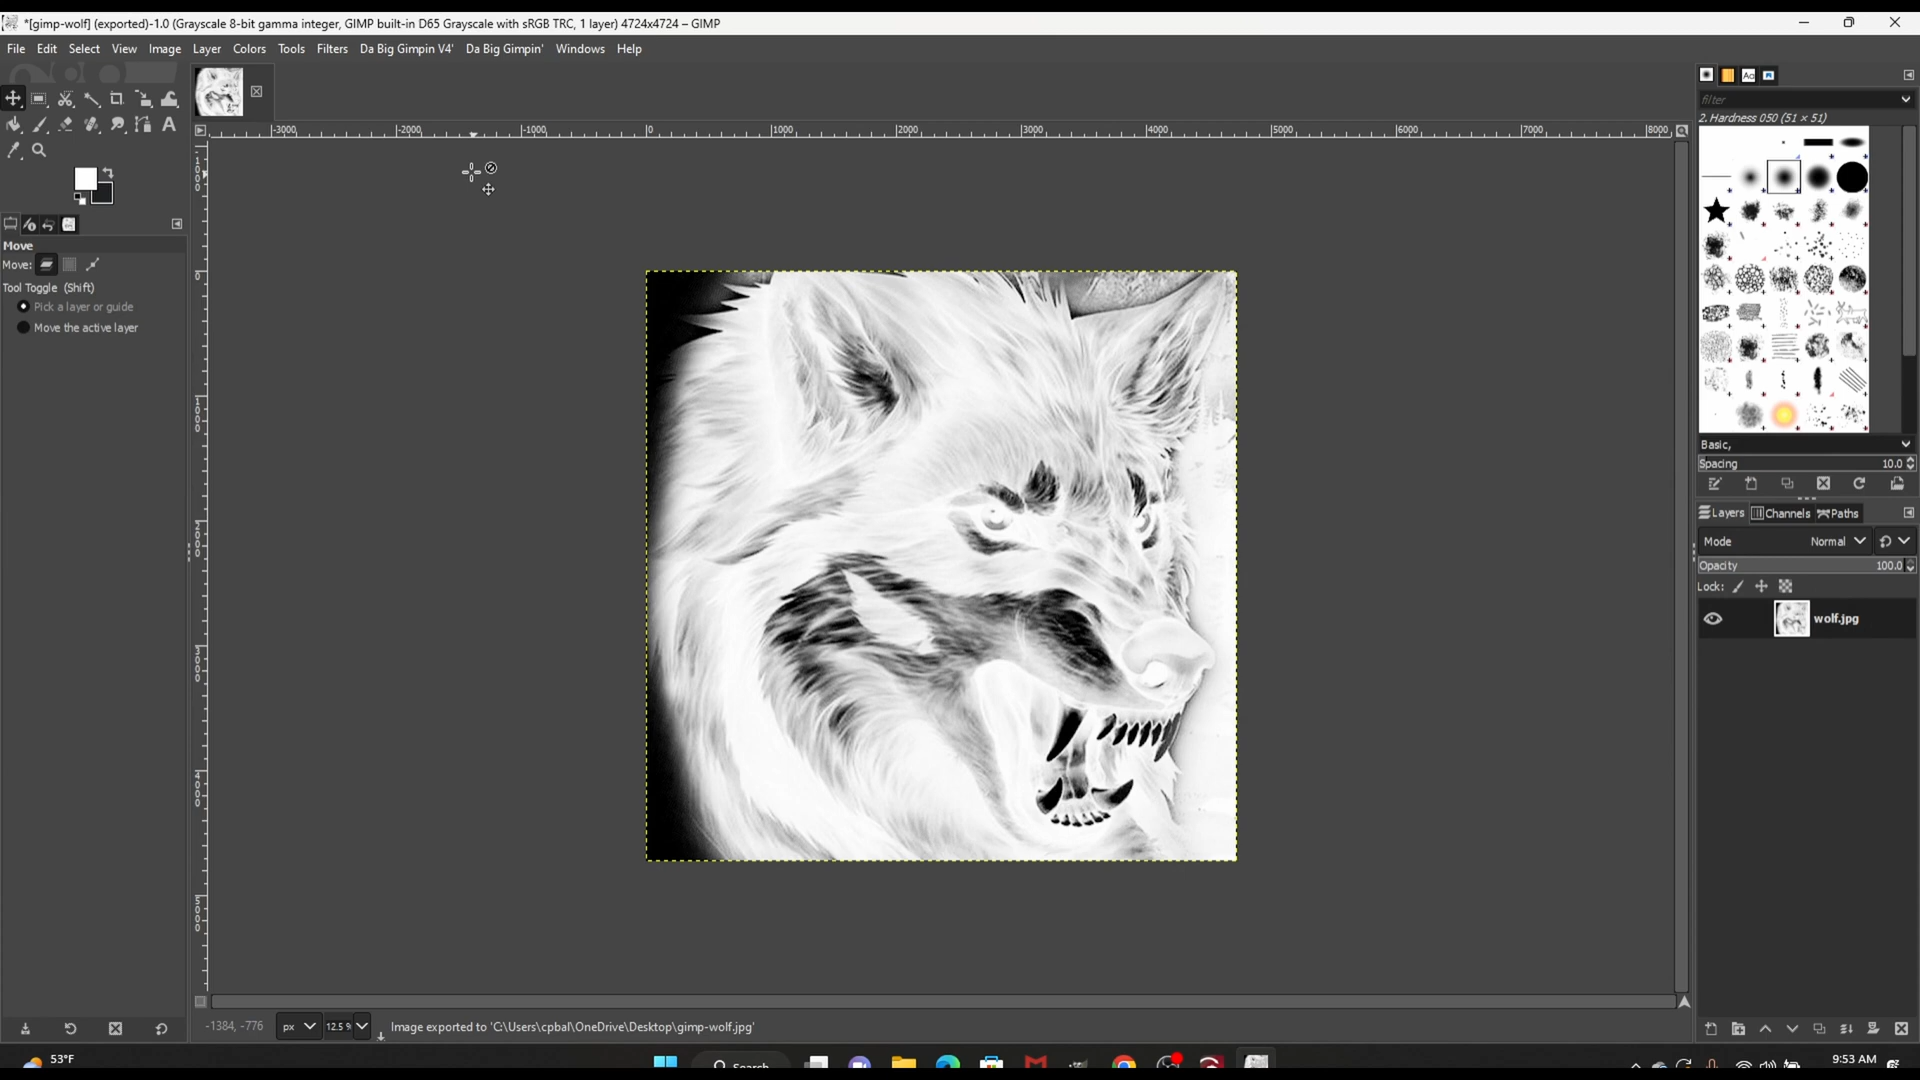 *[gimp-wolf] (exported)-1.0 (Grayscale 8-bit gamma integer, GIMP built-in D65 Grayscale with sRGB TRC, 1 layer) 4724x4724 – GIMP
File Edit Select View Image Layer Colors Tools Filters Da Big Gimpin V4' Da Big Gimpin' Windows Help
filter
2. Hardness 050 (51 × 51)
-3000 -2000 -1000 0 1000 2000 3000 4000 5000 6000 7000 8000
Move
Move:
Tool Toggle (Shift)
Pick a layer or guide
Move the active layer
Basic,
Spacing 10.0
Layers Channels Paths
Mode Normal
Opacity 100.0
Lock:
wolf.jpg
-1384, -776 px 12.5 % Image exported to 'C:\Users\cpbal\OneDrive\Desktop\gimp-wolf.jpg'
53°F
Search
9:53 AM